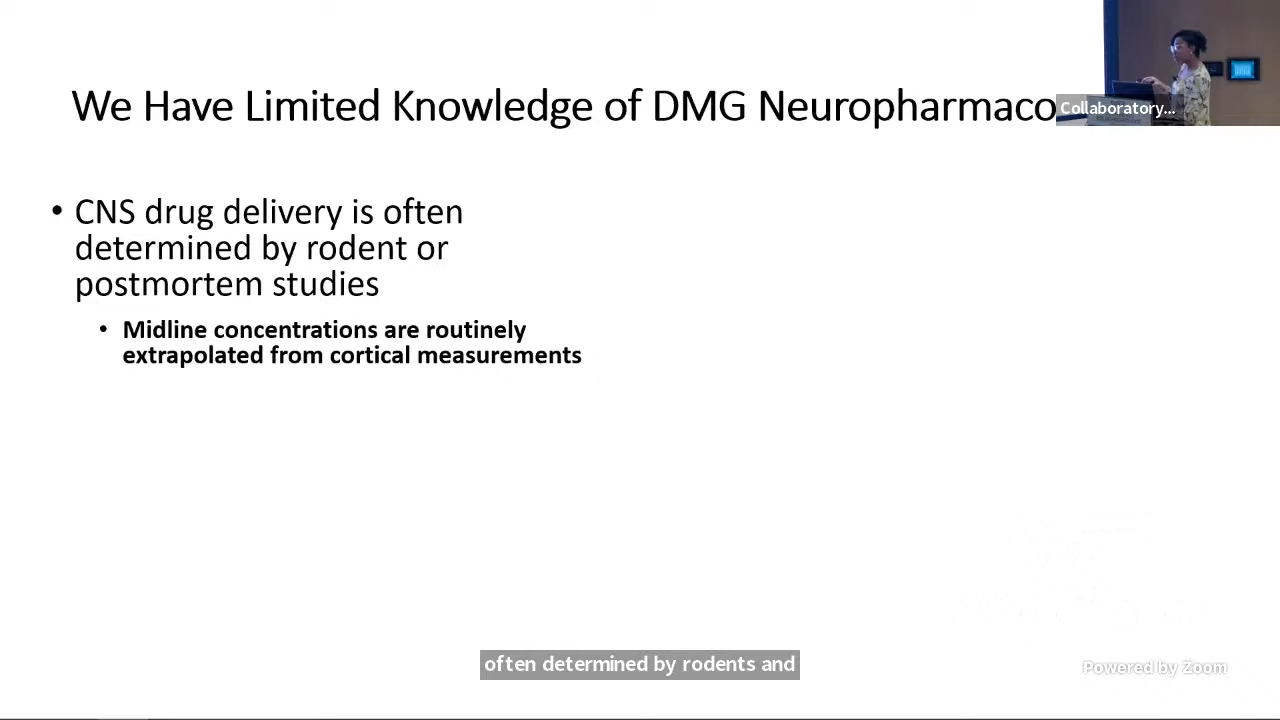 We Have Limited Knowledge of DMG Neuropharmaco
Collaboratory...
• CNS drug delivery is often
determined by rodent or
postmortem studies
• Midline concentrations are routinely
extrapolated from cortical measurements
often determined by rodents and
Powered by Zoom